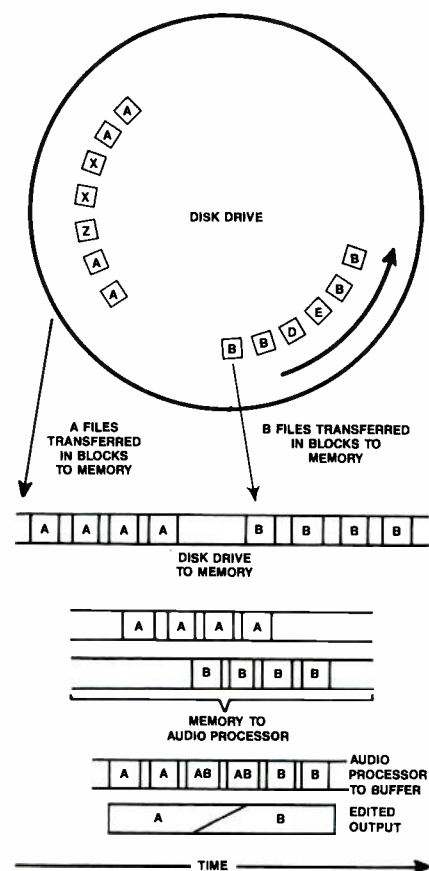 A
A
X
X
Z
A
A
DISK DRIVE
B
B
E
D
B
B
A FILES
TRANSFERRED
IN BLOCKS
TO MEMORY
B FILES TRANSFERRED
IN BLOCKS TO
MEMORY
A A A A B B B B
DISK DRIVE
TO MEMORY
A A A A
B B B B
MEMORY TO
AUDIO PROCESSOR
A A AB AB B B
AUDIO
PROCESSOR
TO BUFFER
A B
EDITED
OUTPUT
TIME